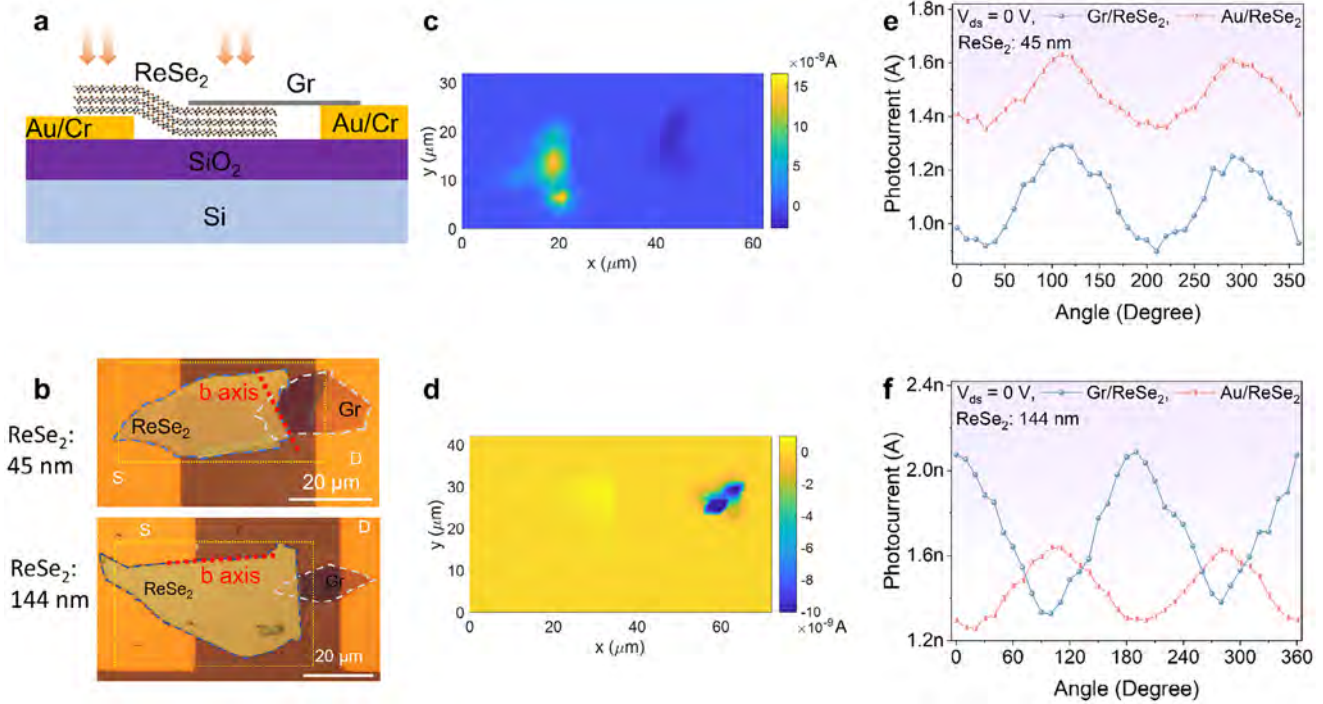 a
ReSe₂
Gr
Au/Cr
Au/Cr
SiO₂
Si
b
ReSe₂:
45 nm
b axis
ReSe₂
Gr
S
D
20 μm
ReSe₂:
144 nm
S
D
b axis
ReSe₂
Gr
20 μm
c
×10⁻⁹A
y (μm)
30
20
10
0
0
20
40
60
x (μm)
15
10
5
0
d
y (μm)
40
30
20
10
0
0
20
40
60
x (μm)
0
-2
-4
-6
-8
-10
×10⁻⁹A
e
V_ds = 0 V, Gr/ReSe₂, Au/ReSe₂
ReSe₂: 45 nm
Photocurrent (A)
1.8n
1.6n
1.4n
1.2n
1.0n
0
50
100
150
200
250
300
350
Angle (Degree)
f
V_ds = 0 V, Gr/ReSe₂, Au/ReSe₂
ReSe₂: 144 nm
Photocurrent (A)
2.4n
2.0n
1.6n
1.2n
0
60
120
180
240
300
360
Angle (Degree)